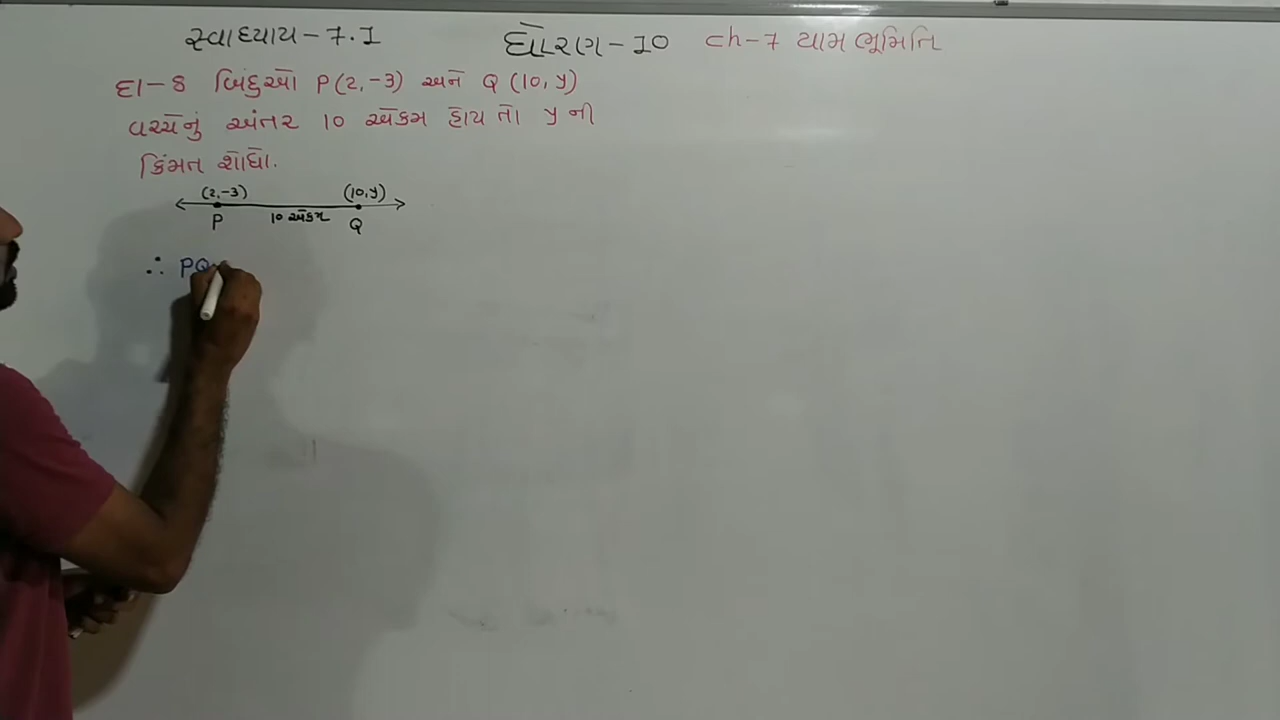 સ્વાધ્યાય - 7.1 ધોરણ - 10 ch-7 યામ ભૂમિતિ
દા-8 બિંદુઓ P(2,-3) અને Q (10, y)
વચ્ચેનું અંતર 10 એકમ હોય તો y ની
કિંમત શોધો.
(2,-3) (10,y)
P 10 એકમ Q
∴ PQ